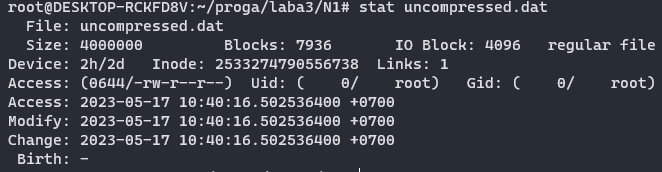 root@DESKTOP-RCKFD8V:~/proga/laba3/N1# stat uncompressed.dat
  File: uncompressed.dat
  Size: 4000000         Blocks: 7936       IO Block: 4096   regular file
Device: 2h/2d   Inode: 2533274790556738  Links: 1
Access: (0644/-rw-r--r--)  Uid: (    0/    root)   Gid: (    0/    root)
Access: 2023-05-17 10:40:16.502536400 +0700
Modify: 2023-05-17 10:40:16.502536400 +0700
Change: 2023-05-17 10:40:16.502536400 +0700
 Birth: -